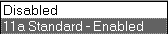 Disabled
11a Standard - Enabled